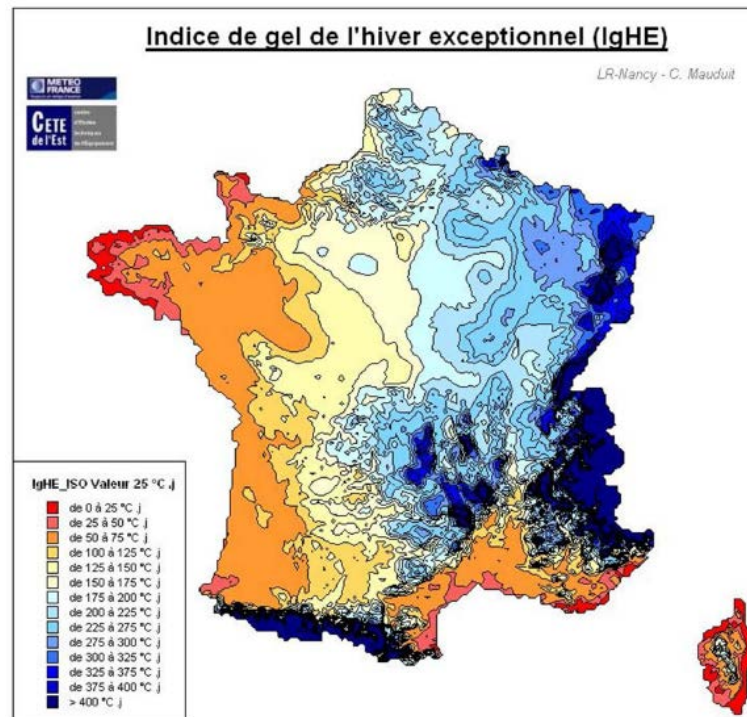 Indice de gel de l'hiver exceptionnel (IgHE)
LR-Nancy - C. Mauduit
METEO
FRANCE
CETE
de l'Est
IgHE_ISO Valeur 25 °C .j
de 0 à 25 °C .j
de 25 à 50 °C .j
de 50 à 75 °C .j
de 100 à 125 °C .j
de 125 à 150 °C .j
de 150 à 175 °C .j
de 175 à 200 °C .j
de 200 à 225 °C .j
de 225 à 275 °C .j
de 275 à 300 °C .j
de 300 à 325 °C .j
de 325 à 375 °C .j
de 375 à 400 °C .j
> 400 °C .j